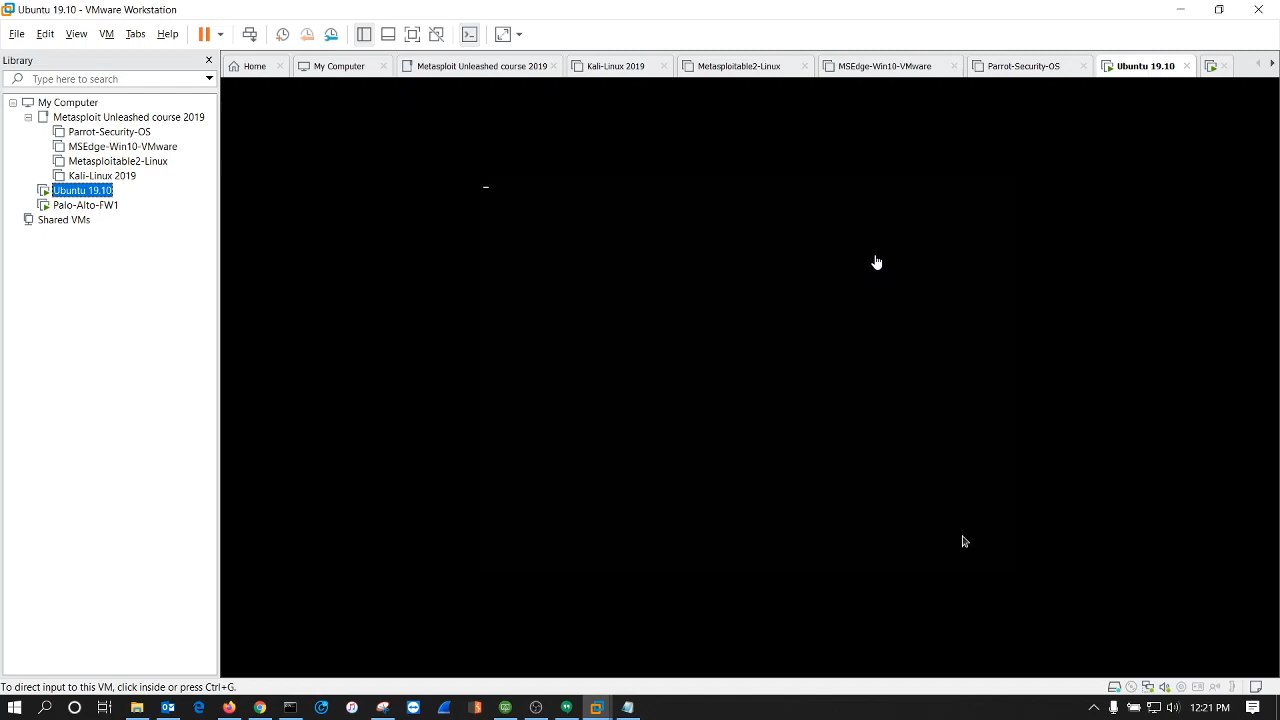 Ubuntu 19.10 - VMware Workstation
File Edit View VM Tabs Help
Library
Type here to search
My Computer
Metasploit Unleashed course 2019
Parrot-Security-OS
MSEdge-Win10-VMware
Metasploitable2-Linux
Kali-Linux 2019
Ubuntu 19.10
Palo-Alto-FW1
Shared VMs
Home My Computer Metasploit Unleashed course 2019 Kali-Linux 2019 Metasploitable2-Linux MSEdge-Win10-VMware Parrot-Security-OS Ubuntu 19.10
To direct input to this VM, click inside or press Ctrl+G.
12:21 PM